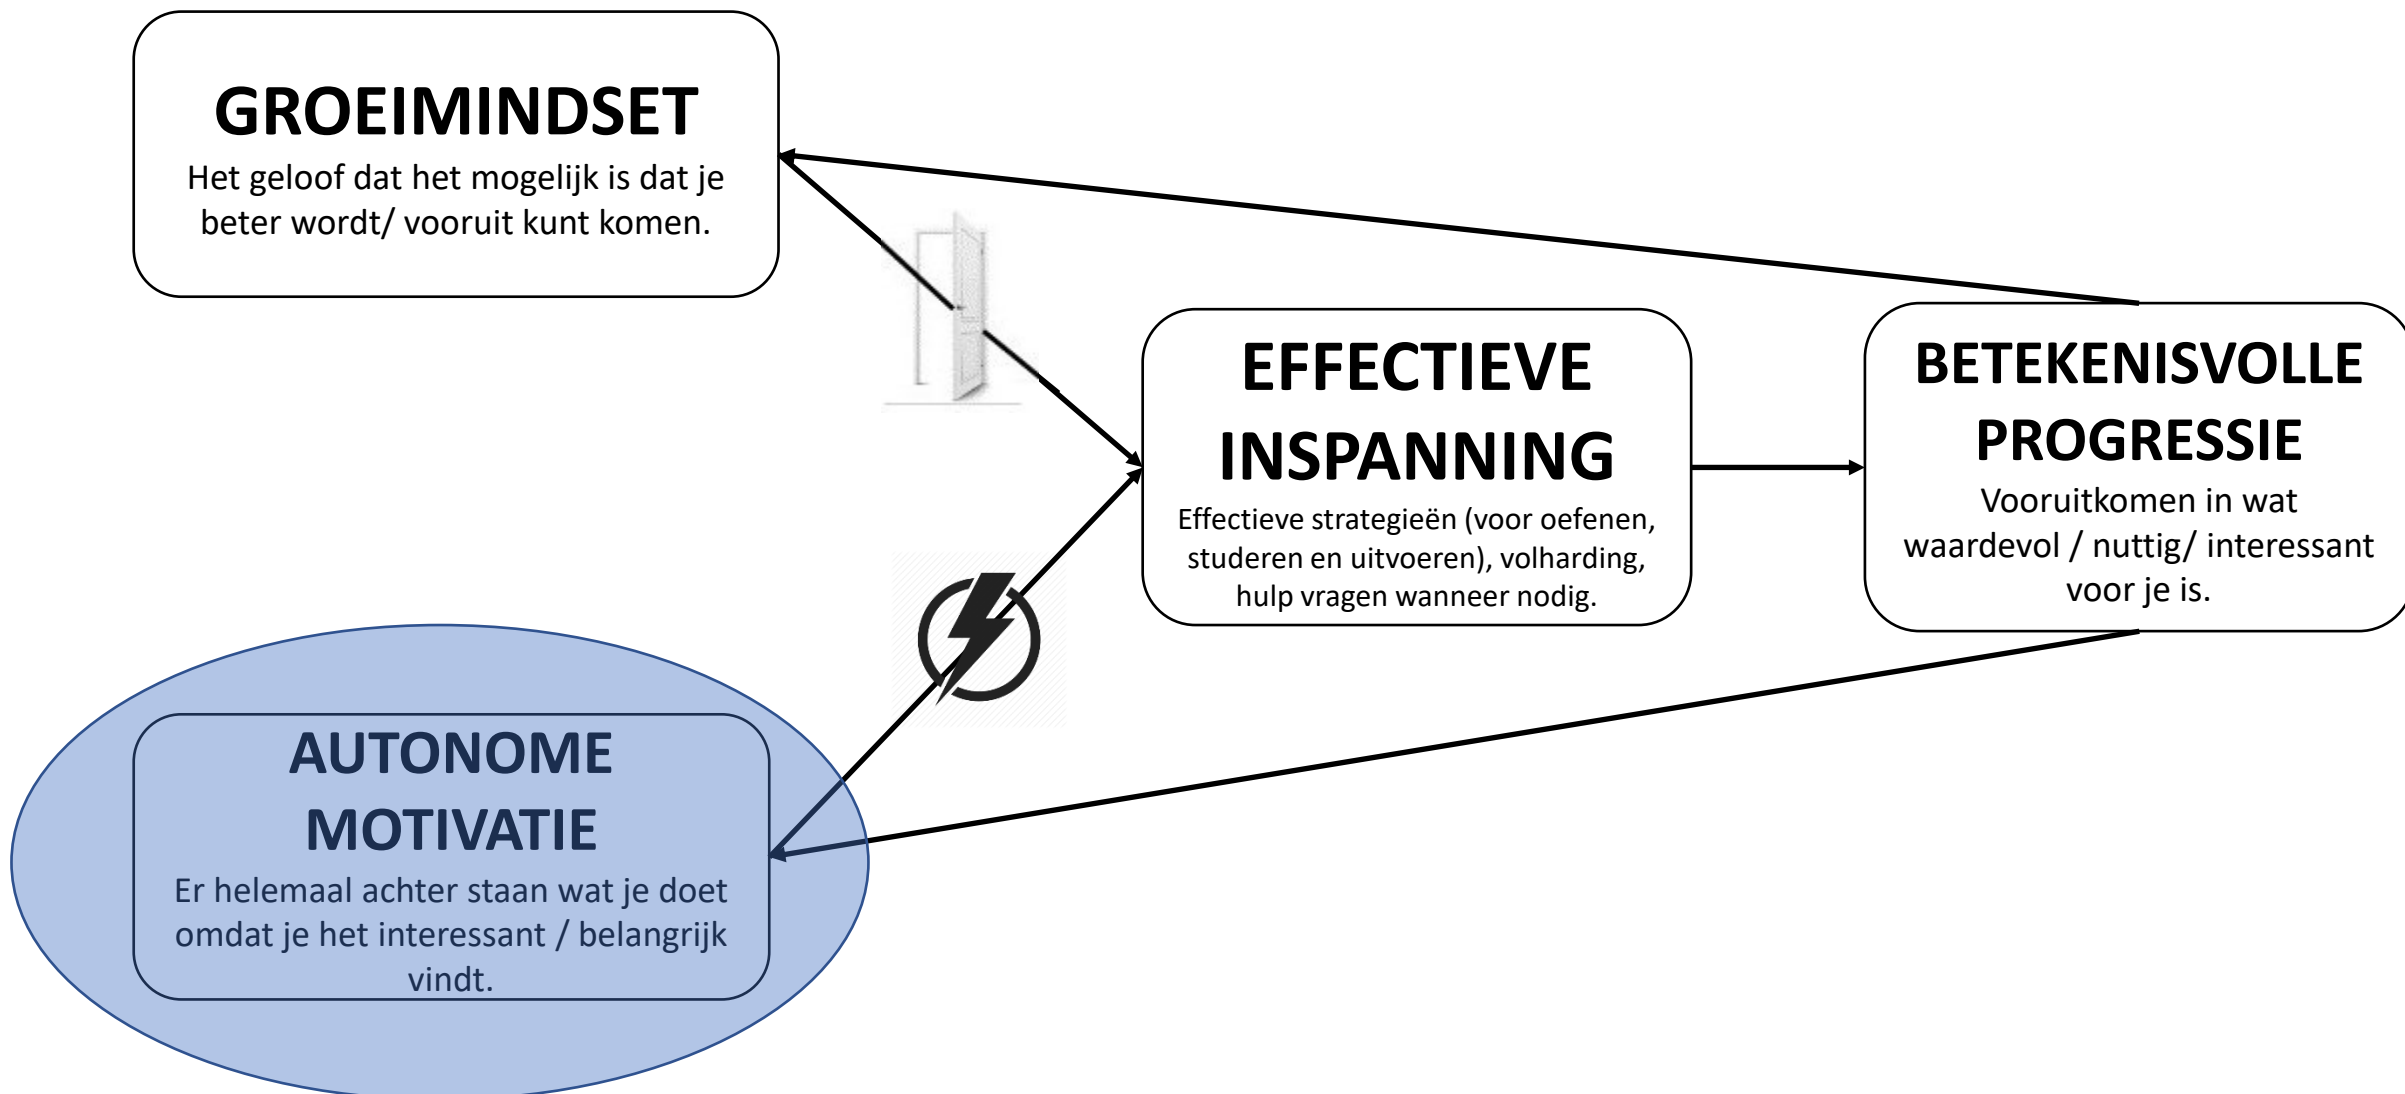 GROEIMINDSET
Het geloof dat het mogelijk is dat je
beter wordt/ vooruit kunt komen.
EFFECTIEVE
INSPANNING
Effectieve strategieën (voor oefenen,
studeren en uitvoeren), volharding,
hulp vragen wanneer nodig.
BETEKENISVOLLE
PROGRESSIE
Vooruitkomen in wat
waardevol / nuttig/ interessant
voor je is.
AUTONOME
MOTIVATIE
Er helemaal achter staan wat je doet
omdat je het interessant / belangrijk
vindt.